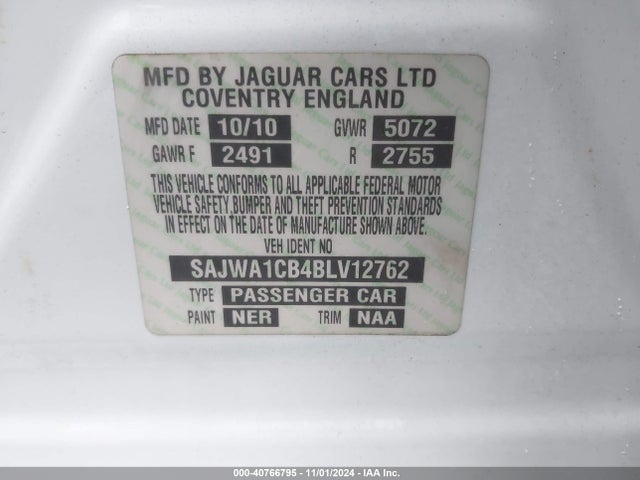 MFD BY JAGUAR CARS LTD
COVENTRY ENGLAND
MFD DATE 10/10 GVWR 5072
GAWR F 2491 R 2755
THIS VEHICLE CONFORMS TO ALL APPLICABLE FEDERAL MOTOR
VEHICLE SAFETY, BUMPER AND THEFT PREVENTION STANDARDS
IN EFFECT ON THE DATE OF MANUFACTURE SHOWN ABOVE.
VEH IDENT NO
SAJWA1CB4BLV12762
TYPE PASSENGER CAR
PAINT NER TRIM NAA
000-40766795 - 11/01/2024 - IAAI.com